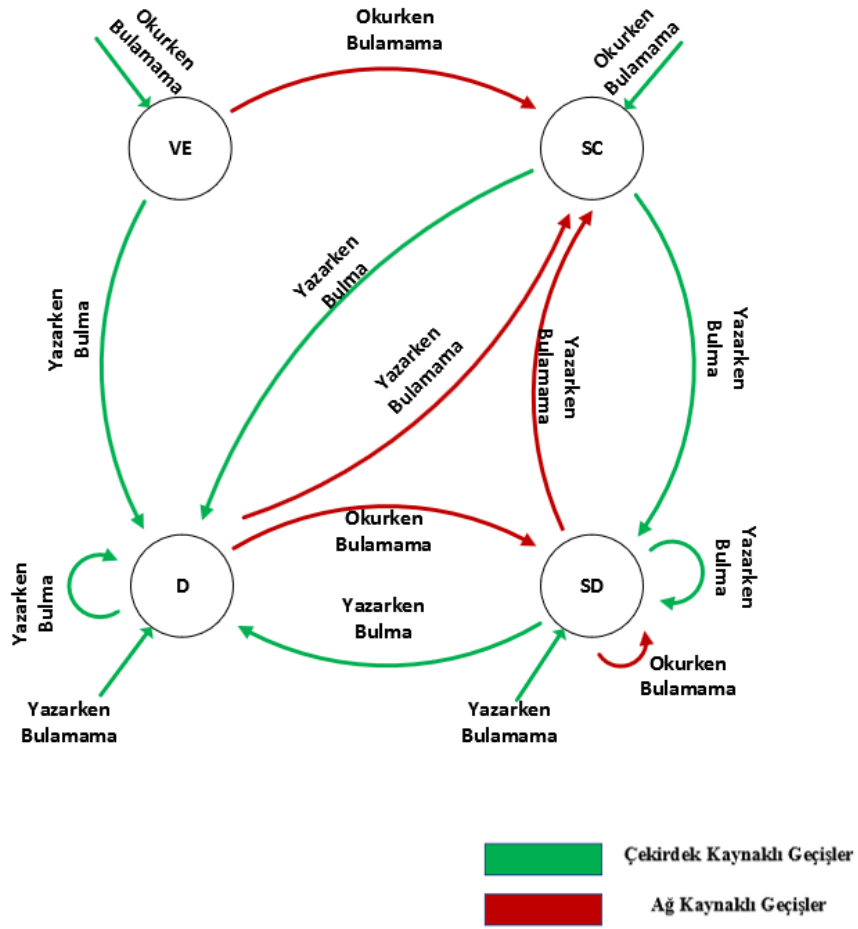 Okurken
Bulamama
Okurken
Bulamama
Okurken
Bulamama
VE
SC
Yazarken
Bulma
Yazarken
Bulma
Yazarken
Bulamama
Yazarken
Bulamama
Yazarken
Bulma
Okurken
Bulamama
Yazarken
Bulma
D
SD
Yazarken
Bulma
Yazarken
Bulma
Okurken
Bulamama
Yazarken
Bulamama
Yazarken
Bulamama
Çekirdek Kaynaklı Geçişler
Ağ Kaynaklı Geçişler